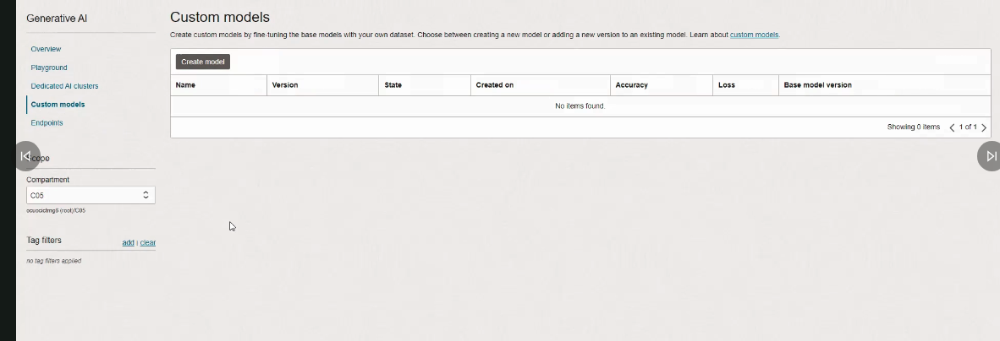 Generative AI
Overview
Playground
Dedicated AI clusters
Custom models
Endpoints
Scope
Compartment
C05
ocuocictrng6 (root)/C05
Tag filters
add | clear
no tag filters applied
Custom models
Create custom models by fine-tuning the base models with your own dataset. Choose between creating a new model or adding a new version to an existing model. Learn about custom models.
Create model
Name Version State Created on Accuracy Loss Base model version
No items found.
Showing 0 items 1 of 1